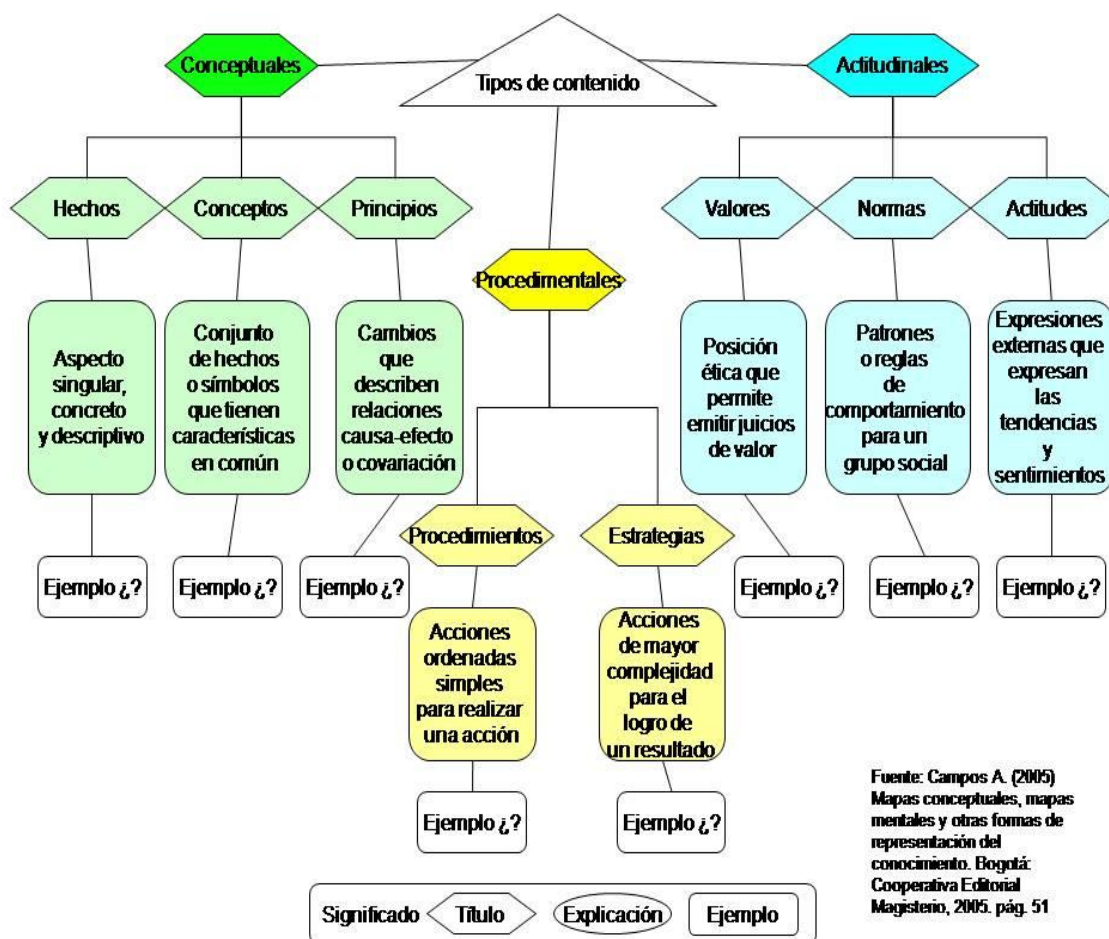 Tipos de contenido
Conceptuales
Actitudinales
Hechos
Conceptos
Principios
Valores
Normas
Actitudes
Procedimentales
Aspecto
singular,
concreto
y descriptivo
Conjunto
de hechos
o símbolos
que tienen
características
en común
Cambios
que
describen
relaciones
causa-efecto
o covariación
Posición
ética que
permite
emitir juicios
de valor
Patrones
o reglas
de
comportamiento
para un
grupo social
Expresiones
externas que
expresan
las
tendencias
y
sentimientos
Ejemplo ¿?
Ejemplo ¿?
Ejemplo ¿?
Procedimientos
Estrategias
Ejemplo ¿?
Ejemplo ¿?
Ejemplo ¿?
Acciones
ordenadas
simples
para realizar
una acción
Acciones
de mayor
complejidad
para el
logro de
un resultado
Ejemplo ¿?
Ejemplo ¿?
Fuente: Campos A. (2005)
Mapas conceptuales, mapas
mentales y otras formas de
representación del
conocimiento. Bogotá:
Cooperativa Editorial
Magisterio, 2005. pág. 51
Significado
Título
Explicación
Ejemplo